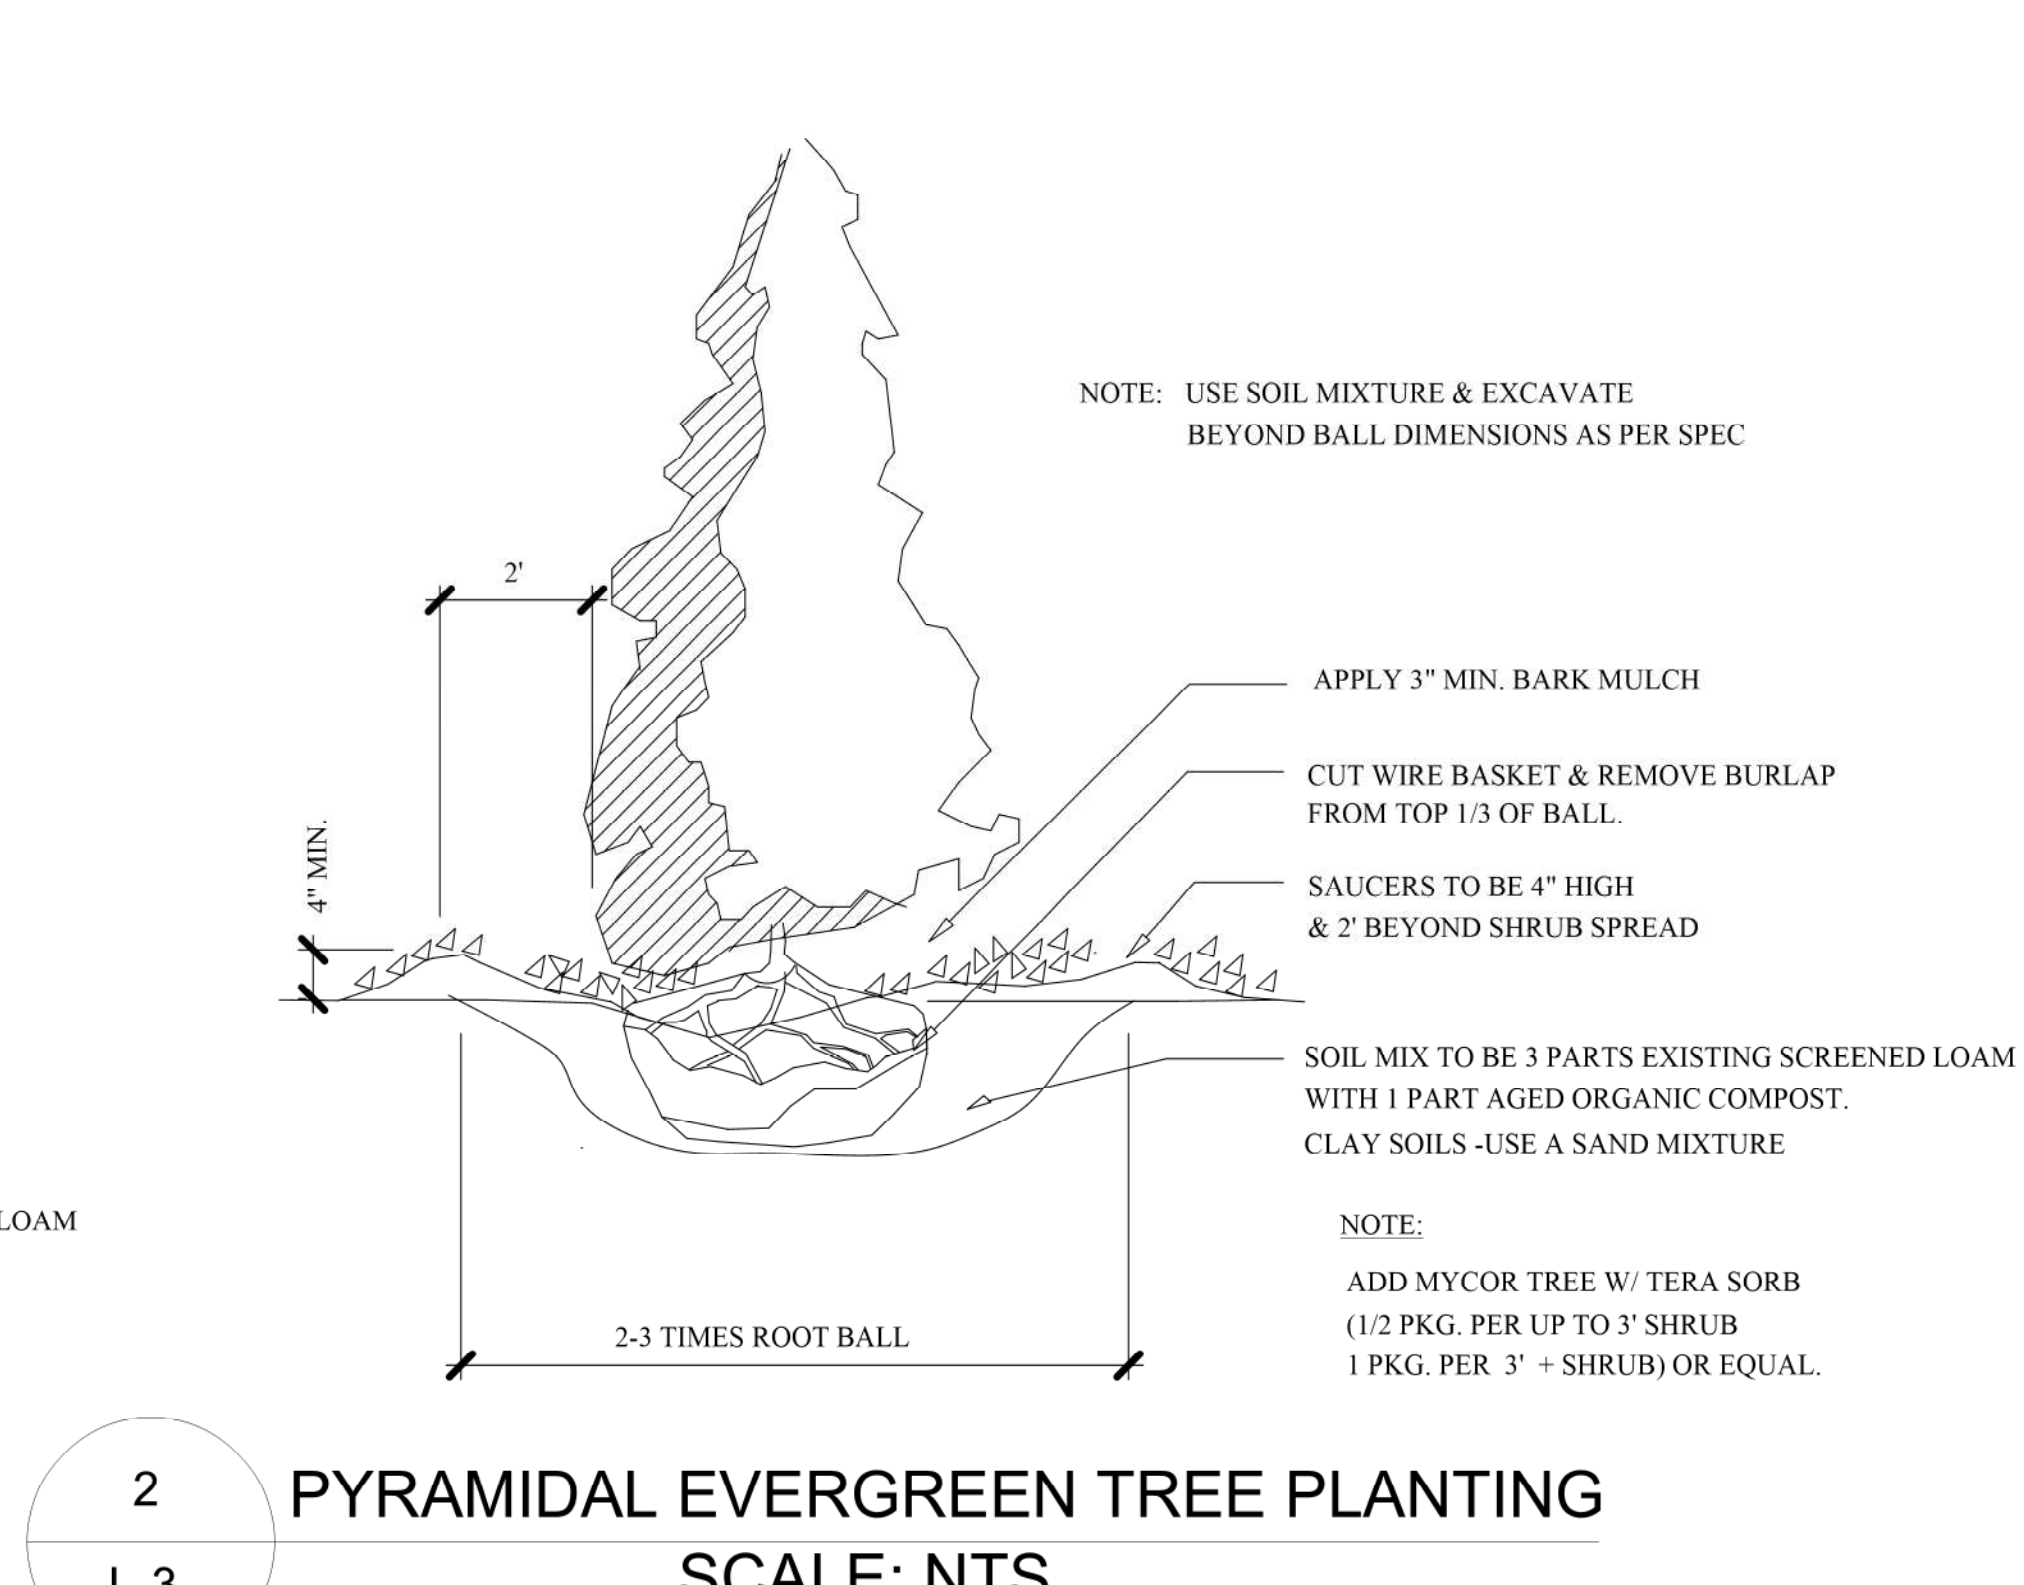 NOTE: USE SOIL MIXTURE & EXCAVATE
BEYOND BALL DIMENSIONS AS PER SPEC
2'
APPLY 3" MIN. BARK MULCH
CUT WIRE BASKET & REMOVE BURLAP
FROM TOP 1/3 OF BALL.
4" MIN.
SAUCERS TO BE 4" HIGH
& 2' BEYOND SHRUB SPREAD
SOIL MIX TO BE 3 PARTS EXISTING SCREENED LOAM
WITH 1 PART AGED ORGANIC COMPOST.
CLAY SOILS -USE A SAND MIXTURE
LOAM
NOTE:
ADD MYCOR TREE W/ TERA SORB
(1/2 PKG. PER UP TO 3' SHRUB
1 PKG. PER 3' + SHRUB) OR EQUAL.
2-3 TIMES ROOT BALL
2
PYRAMIDAL EVERGREEN TREE PLANTING
SCALE: NTS